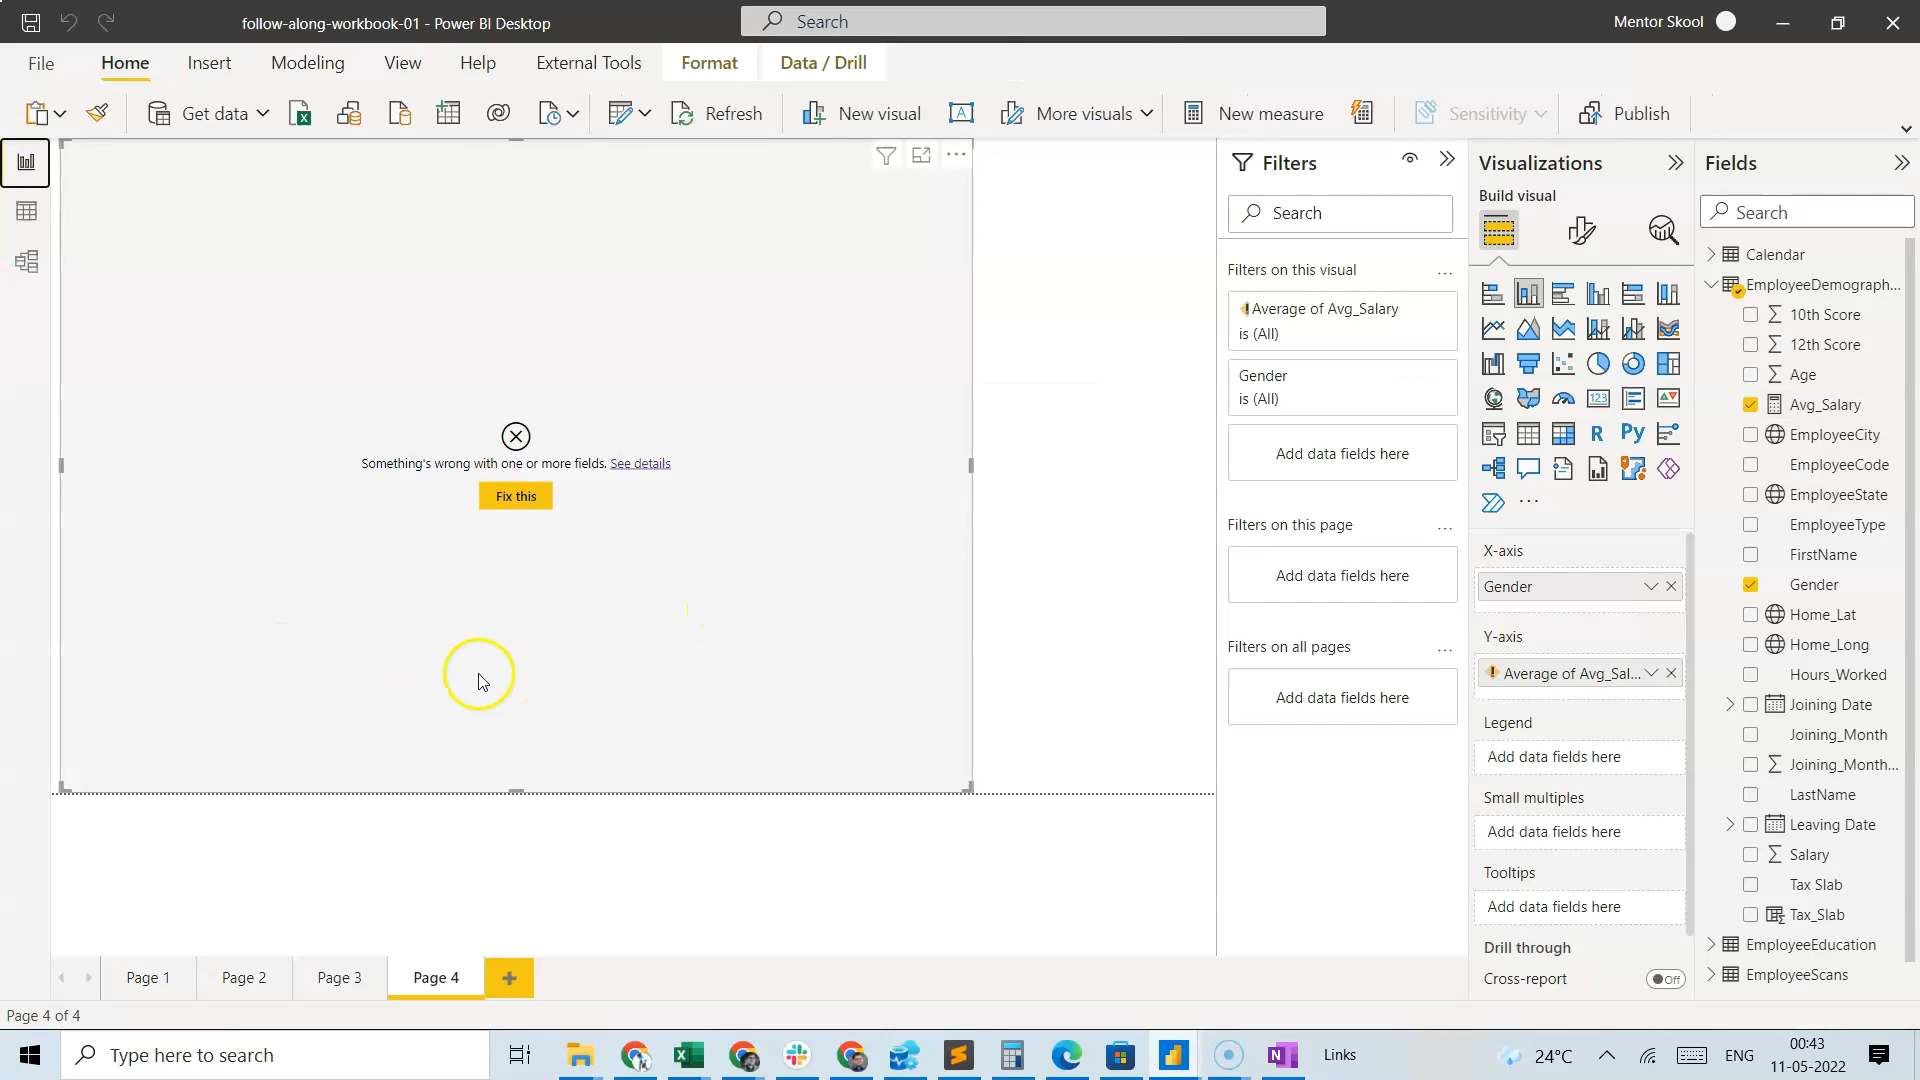 follow-along-workbook-01 - Power BI Desktop
Search
Mentor Skool
File
Home
Insert
Modeling
View
Help
External Tools
Format
Data / Drill
Get data
Refresh
New visual
More visuals
New measure
Sensitivity
Publish
Something's wrong with one or more fields. See details
Fix this
Filters
Search
Filters on this visual
...
Average of Avg_Salary
is (All)
Gender
is (All)
Add data fields here
Filters on this page
...
Add data fields here
Filters on all pages
...
Add data fields here
Visualizations
Build visual
123
R
Py
...
X-axis
Gender
Y-axis
Average of Avg_Sal...
Legend
Add data fields here
Small multiples
Add data fields here
Tooltips
Add data fields here
Drill through
Cross-report
Off
Fields
Search
Calendar
EmployeeDemograph...
10th Score
12th Score
Age
Avg_Salary
EmployeeCity
EmployeeCode
EmployeeState
EmployeeType
FirstName
Gender
Home_Lat
Home_Long
Hours_Worked
Joining Date
Joining_Month
Joining_Month...
LastName
Leaving Date
Salary
Tax Slab
Tax_Slab
EmployeeEducation
EmployeeScans
Page 1
Page 2
Page 3
Page 4
Page 4 of 4
Type here to search
Links
24°C
ENG
00:43
11-05-2022